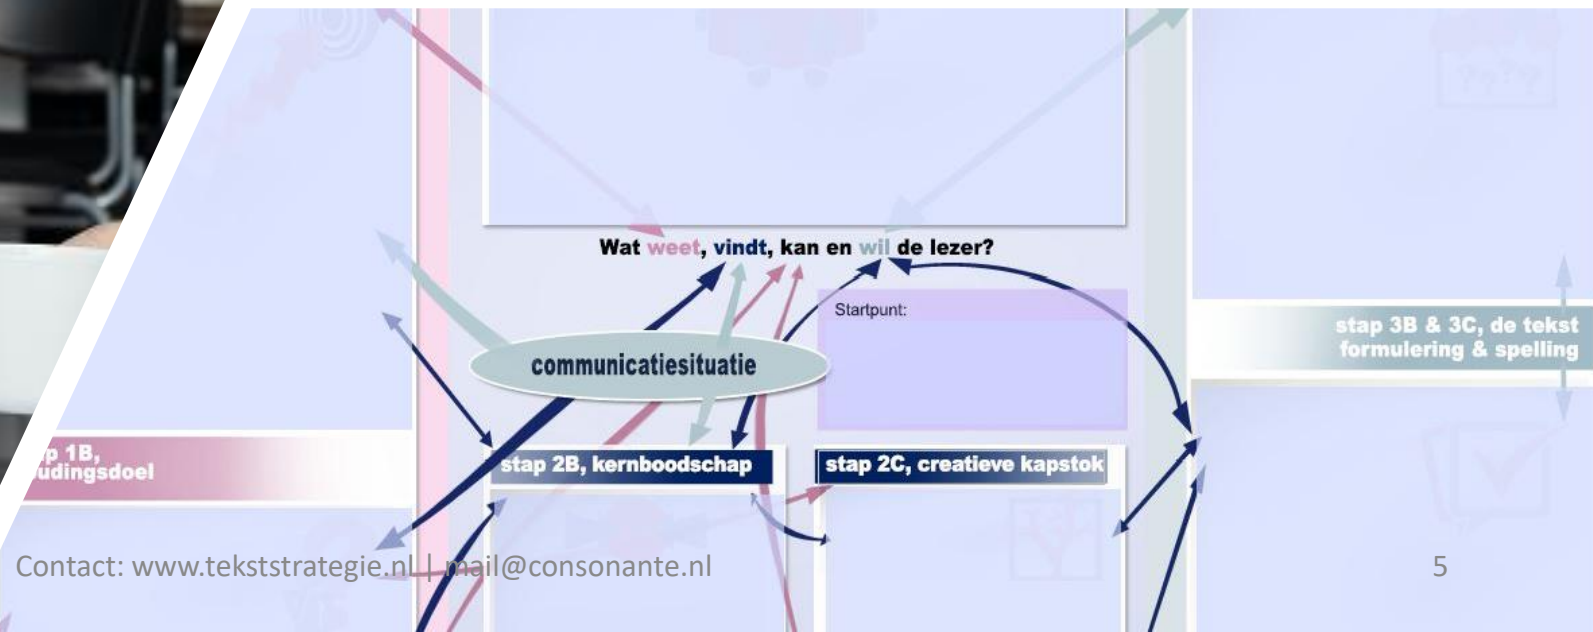 Wat weet, vindt, kan en wil de lezer?
Startpunt:
communicatiesituatie
stap 3B & 3C, de tekst
formulering & spelling
p 1B,
udingsdoel
stap 2B, kernboodschap
stap 2C, creatieve kapstok
Contact: www.tekststrategie.nl | mail@consonante.nl
5